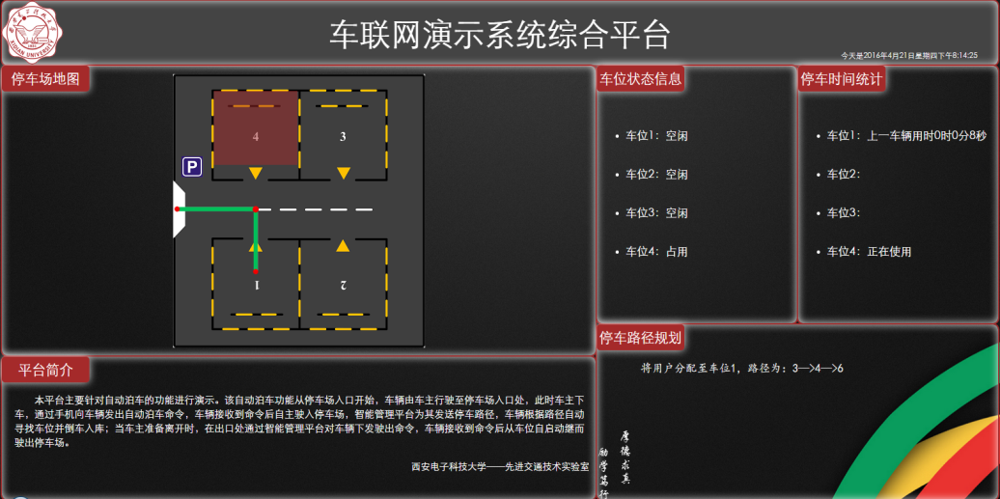 车联网演示系统综合平台
今天是2016年4月21日星期四下午8:14:25
XIDIAN UNIVERSITY
停车场地图
4
3
P
1
2
车位状态信息
车位1：空闲
车位2：空闲
车位3：空闲
车位4：占用
停车时间统计
车位1：上一车辆用时0时0分8秒
车位2：
车位3：
车位4：正在使用
平台简介
本平台主要针对自动泊车的功能进行演示。该自动泊车功能从停车场入口开始，车辆由车主行驶至停车场入口处，此时车主下
车，通过手机向车辆发出自动泊车命令，车辆接收到命令后自主驶入停车场，智能管理平台为其发送停车路径，车辆根据路径自动
寻找车位并倒车入库；当车主准备离开时，在出口处通过智能管理平台对车辆下发驶出命令，车辆接收到命令后从车位自启动继而
驶出停车场。
西安电子科技大学——先进交通技术实验室
停车路径规划
将用户分配至车位1，路径为：3—>4—>6
厚德求真
励学笃行